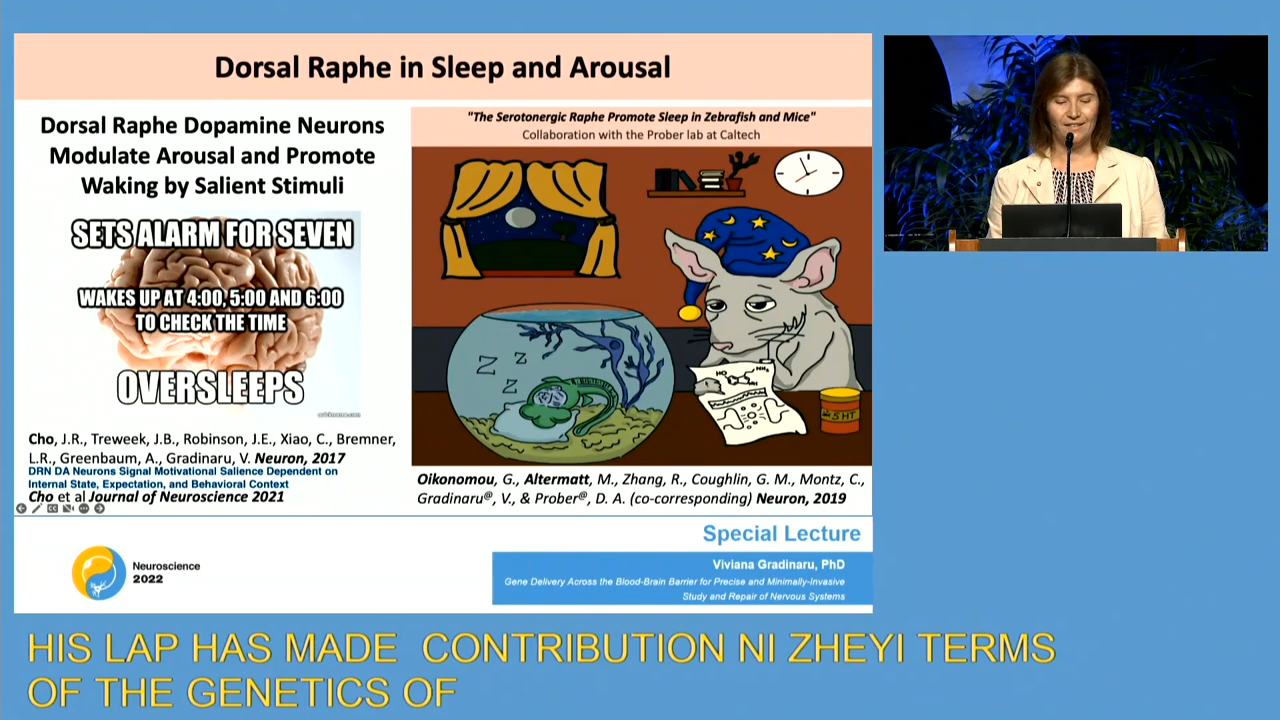 Dorsal Raphe in Sleep and Arousal
Dorsal Raphe Dopamine Neurons
Modulate Arousal and Promote
Waking by Salient Stimuli
SETS ALARM FOR SEVEN
WAKES UP AT 4:00, 5:00 AND 6:00
TO CHECK THE TIME
OVERSLEEPS
Cho, J.R., Treweek, J.B., Robinson, J.E., Xiao, C., Bremner,
L.R., Greenbaum, A., Gradinaru, V. Neuron, 2017
DRN DA Neurons Signal Motivational Salience Dependent on
Internal State, Expectation, and Behavioral Context
Cho et al Journal of Neuroscience 2021
"The Serotonergic Raphe Promote Sleep in Zebrafish and Mice"
Collaboration with the Prober lab at Caltech
Z Z Z
HO
NH₂
NH
5HT
Oikonomou, G., Altermatt, M., Zhang, R., Coughlin, G. M., Montz, C.,
Gradinaru@, V., & Prober@, D. A. (co-corresponding) Neuron, 2019
Special Lecture
Neuroscience
2022
Viviana Gradinaru, PhD
Gene Delivery Across the Blood-Brain Barrier for Precise and Minimally-Invasive
Study and Repair of Nervous Systems
HIS LAP HAS MADE CONTRIBUTION NI ZHEYI TERMS
OF THE GENETICS OF